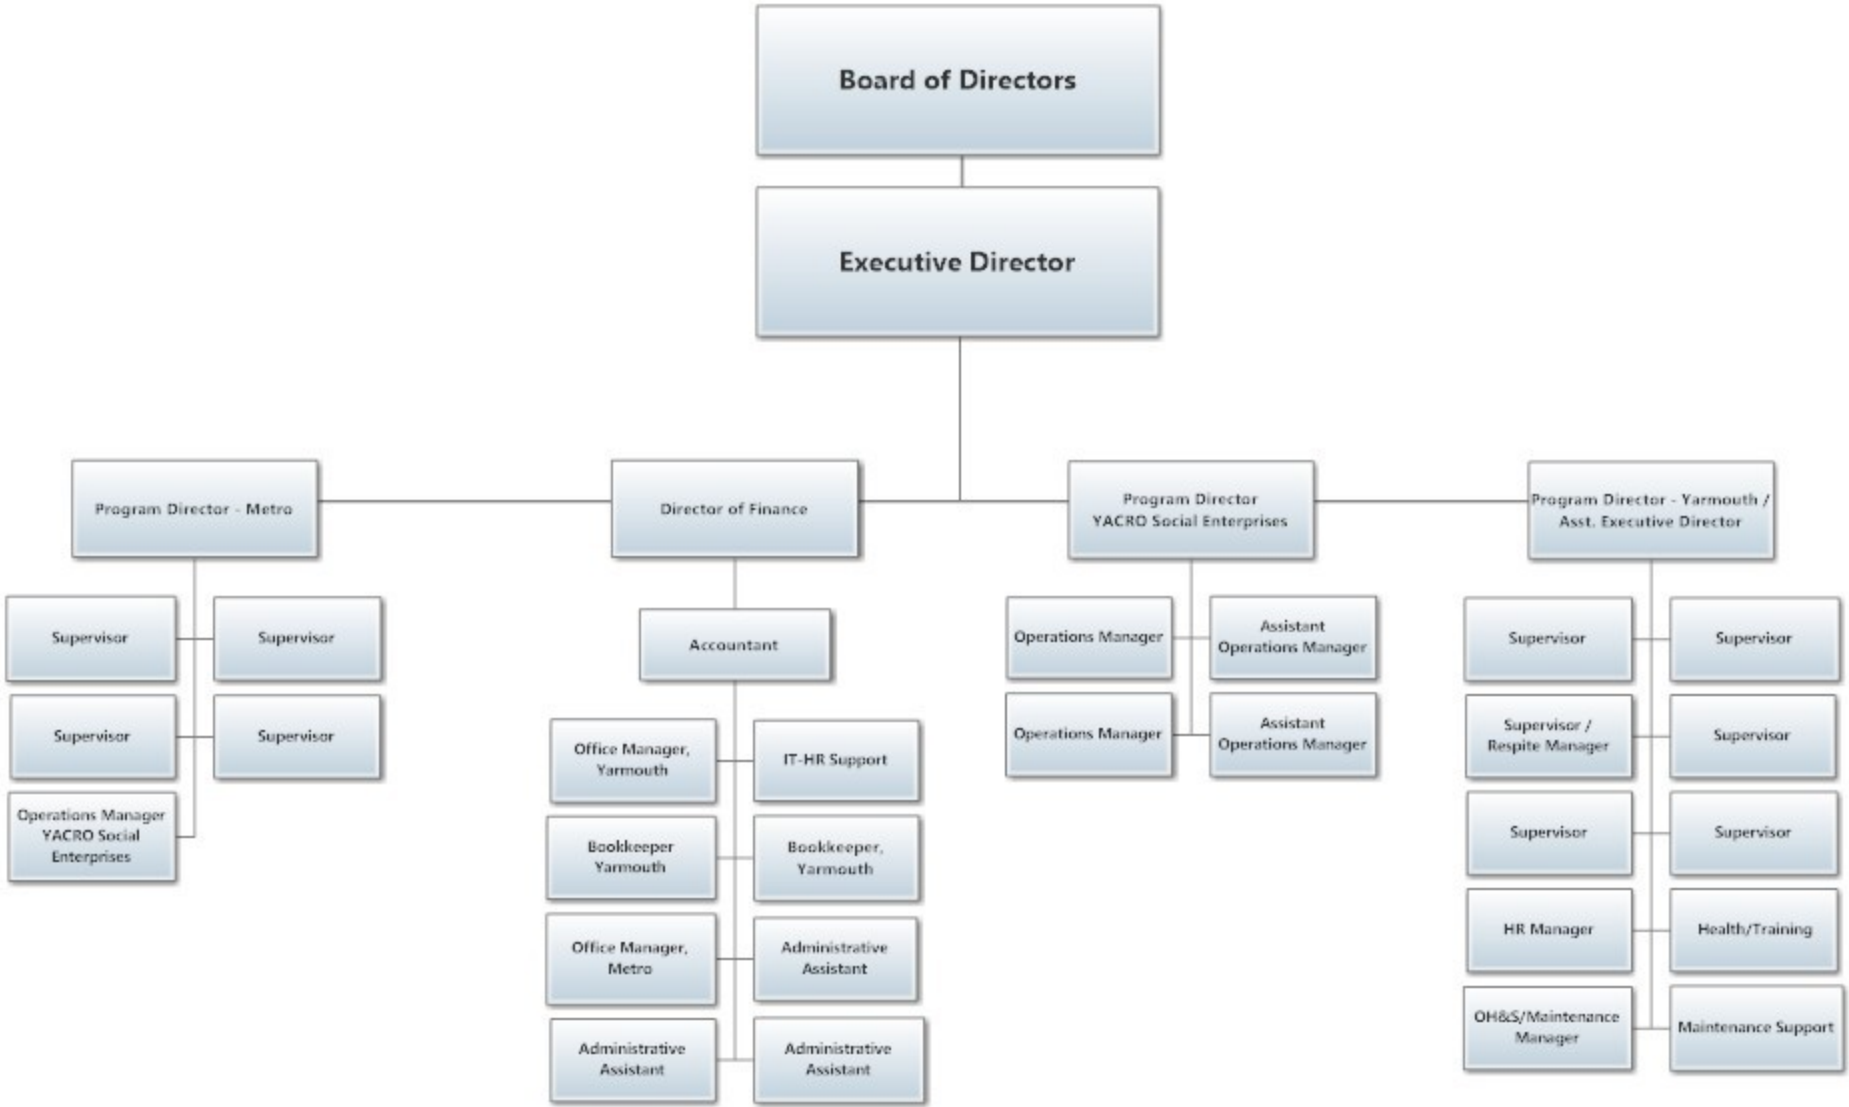 Board of Directors
Executive Director
Program Director - Metro
Director of Finance
Program Director
YACRO Social Enterprises
Program Director - Yarmouth /
Asst. Executive Director
Supervisor
Supervisor
Supervisor
Supervisor
Operations Manager
YACRO Social
Enterprises
Accountant
Office Manager,
Yarmouth
IT-HR Support
Bookkeeper
Yarmouth
Bookkeeper,
Yarmouth
Office Manager,
Metro
Administrative
Assistant
Administrative
Assistant
Administrative
Assistant
Operations Manager
Assistant
Operations Manager
Operations Manager
Assistant
Operations Manager
Supervisor
Supervisor
Supervisor /
Respite Manager
Supervisor
Supervisor
Supervisor
HR Manager
Health/Training
OH&S/Maintenance
Manager
Maintenance Support